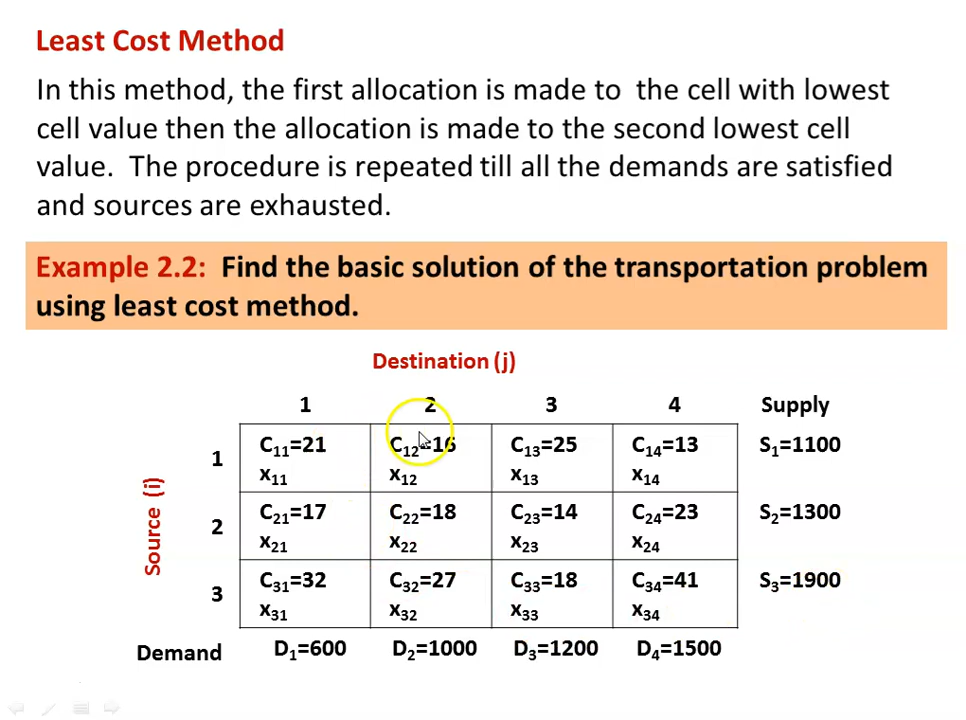 Least Cost Method
In this method, the first allocation is made to  the cell with lowest
cell value then the allocation is made to the second lowest cell
value.  The procedure is repeated till all the demands are satisfied
and sources are exhausted.
Example 2.2:  Find the basic solution of the transportation problem
using least cost method.
Destination (j)
1 2 3 4 Supply
Source (i)
1 C₁₁=21 C₁₂=16 C₁₃=25 C₁₄=13 S₁=1100
x₁₁ x₁₂ x₁₃ x₁₄
2 C₂₁=17 C₂₂=18 C₂₃=14 C₂₄=23 S₂=1300
x₂₁ x₂₂ x₂₃ x₂₄
3 C₃₁=32 C₃₂=27 C₃₃=18 C₃₄=41 S₃=1900
x₃₁ x₃₂ x₃₃ x₃₄
Demand D₁=600 D₂=1000 D₃=1200 D₄=1500